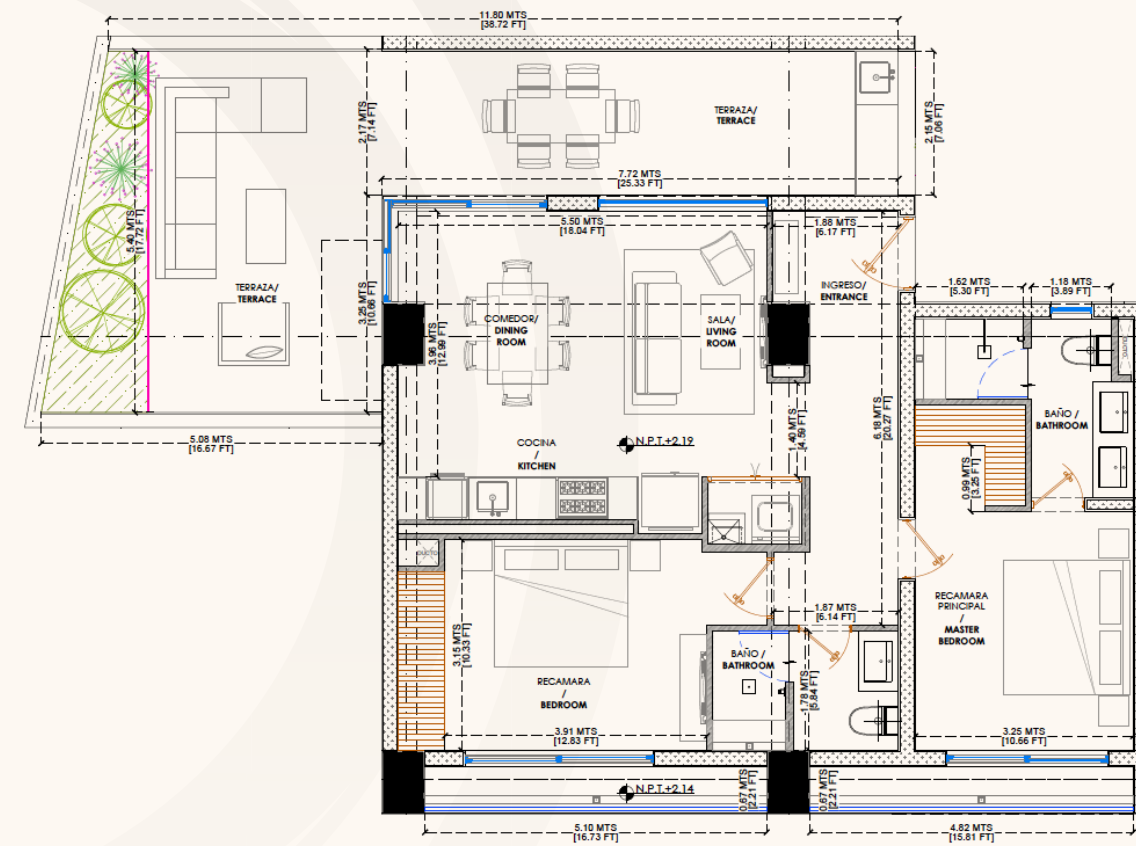 11.80 MTS
[38.72 FT]
2.17 MTS
[7.14 FT]
TERRAZA/
TERRACE
2.15 MTS
[7.06 FT]
7.72 MTS
[25.33 FT]
5.40 MTS
[17.72 FT]
5.50 MTS
[18.04 FT]
1.88 MTS
[6.17 FT]
TERRAZA/
TERRACE
3.25 MTS
[10.66 FT]
INGRESO/
ENTRANCE
1.62 MTS
[5.30 FT]
1.18 MTS
[3.89 FT]
COMEDOR/
DINING
ROOM
SALA/
LIVING
ROOM
3.96 MTS
[12.99 FT]
DUCTO
BAÑO /
BATHROOM
5.08 MTS
[16.67 FT]
COCINA
/
KITCHEN
N.P.T.+2.19
1.40 MTS
[4.59 FT]
6.18 MTS
[20.27 FT]
0.99 MTS
[3.25 FT]
DUCTO
RECAMARA
PRINCIPAL
/
MASTER
BEDROOM
1.87 MTS
[6.14 FT]
3.15 MTS
[10.33 FT]
BAÑO /
BATHROOM
RECAMARA
/
BEDROOM
1.78 MTS
[5.84 FT]
3.91 MTS
[12.83 FT]
3.25 MTS
[10.66 FT]
N.P.T.+2.14
0.67 MTS
[2.21 FT]
0.67 MTS
[2.21 FT]
5.10 MTS
[16.73 FT]
4.82 MTS
[15.81 FT]